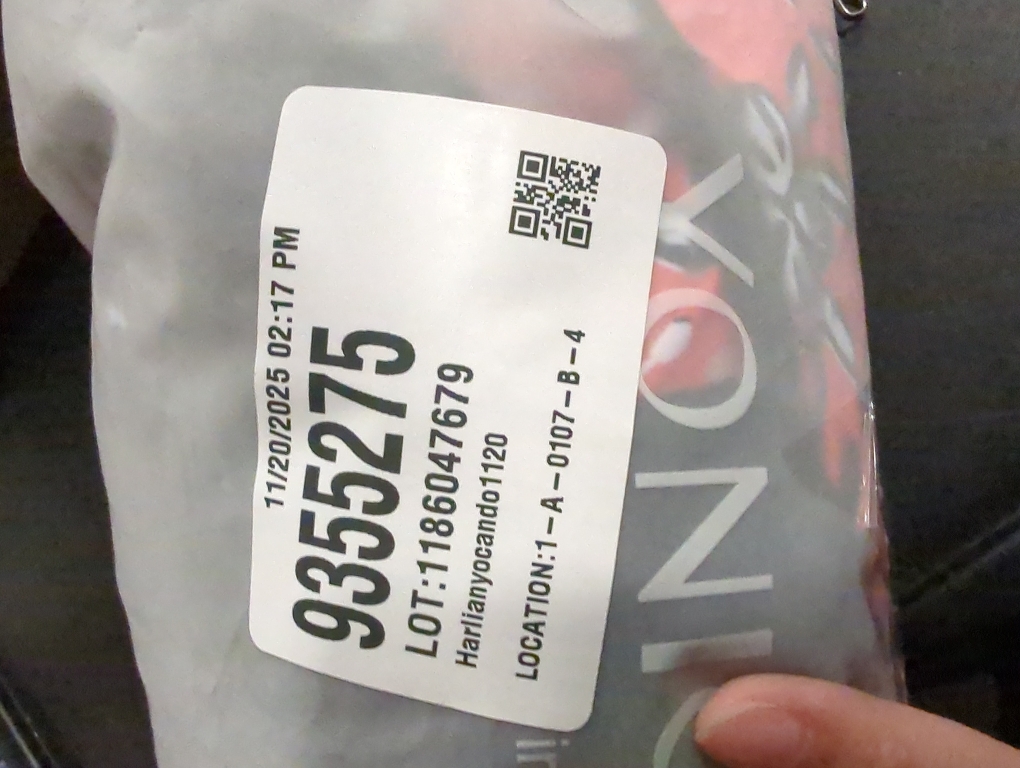 11/20/2025 02:17 PM
9355275
LOT:1186047679
Harlianyocando1120
LOCATION:1-A-0107-B-4